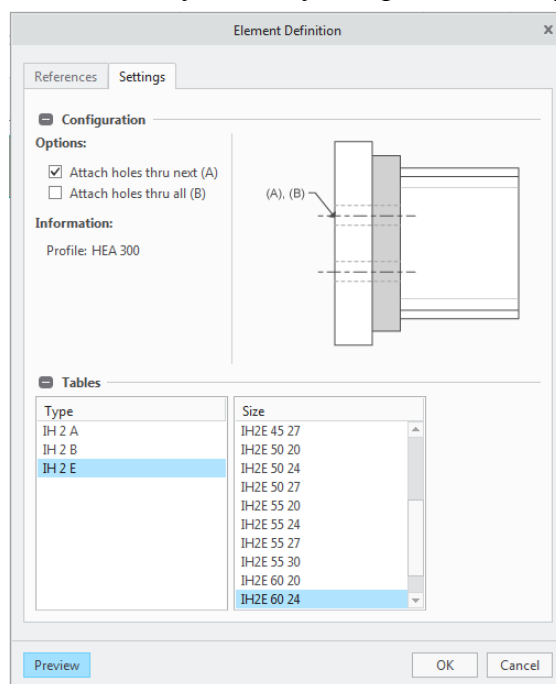 Element Definition
x
References Settings
Configuration
Options:
Attach holes thru next (A)
Attach holes thru all (B)
(A), (B)
Information:
Profile: HEA 300
Tables
Type
IH 2 A
IH 2 B
IH 2 E
Size
IH2E 45 27
IH2E 50 20
IH2E 50 24
IH2E 50 27
IH2E 55 20
IH2E 55 24
IH2E 55 27
IH2E 55 30
IH2E 60 20
IH2E 60 24
Preview
OK
Cancel